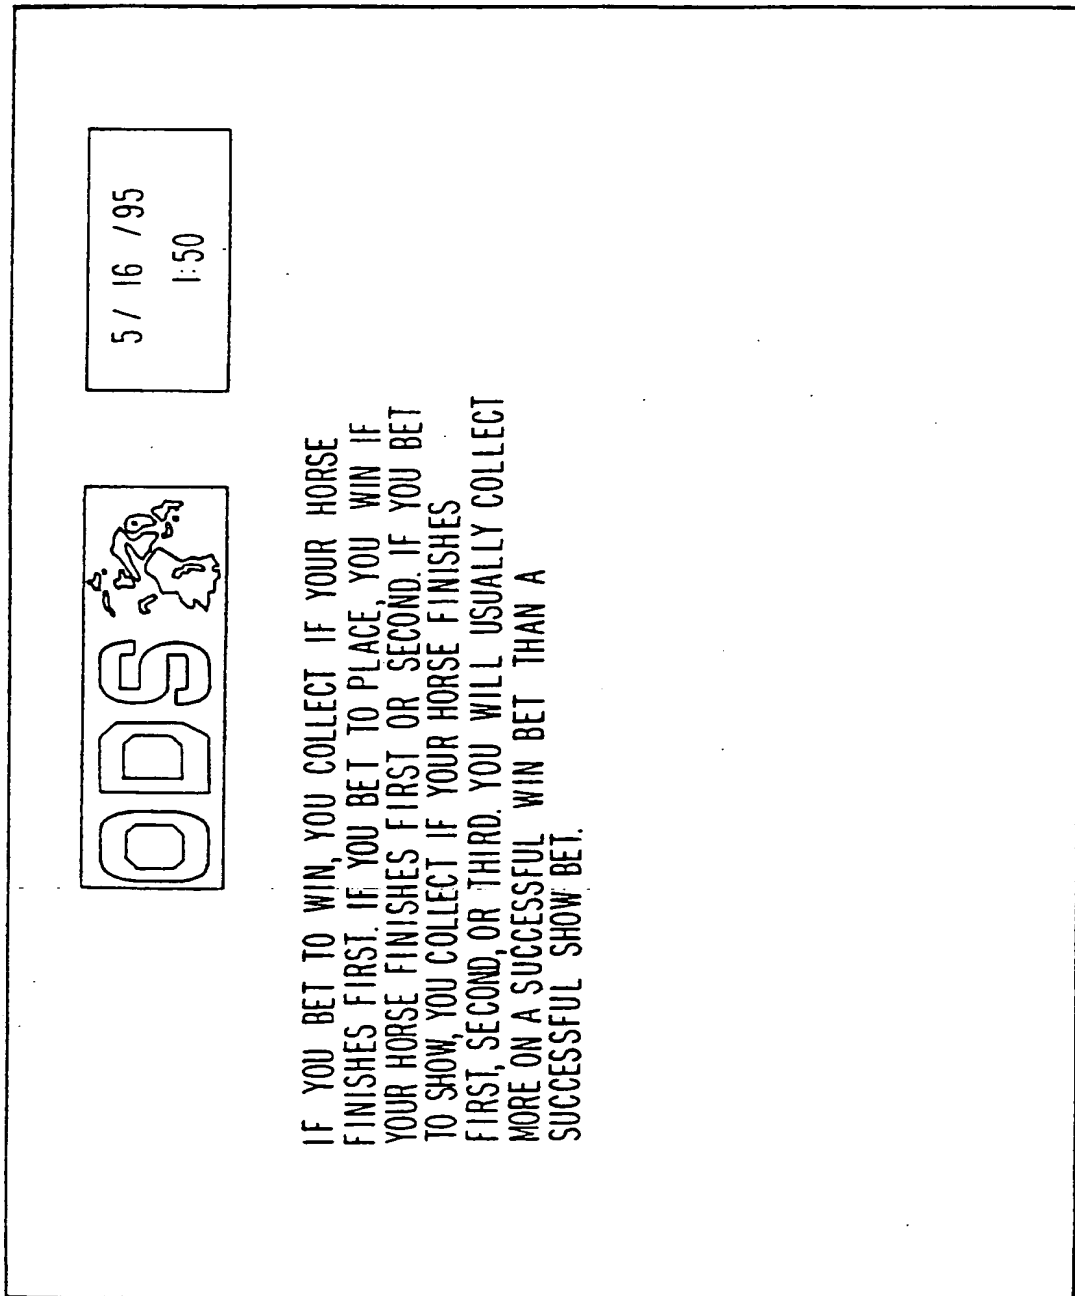 ODS
5/ 16 /95
1:50
IF YOU BET TO WIN, YOU COLLECT IF YOUR HORSE
FINISHES FIRST. IF YOU BET TO PLACE, YOU WIN IF
YOUR HORSE FINISHES FIRST OR SECOND. IF YOU BET
TO SHOW, YOU COLLECT IF YOUR HORSE FINISHES
FIRST, SECOND, OR THIRD. YOU WILL USUALLY COLLECT
MORE ON A SUCCESSFUL WIN BET THAN A
SUCCESSFUL SHOW BET.